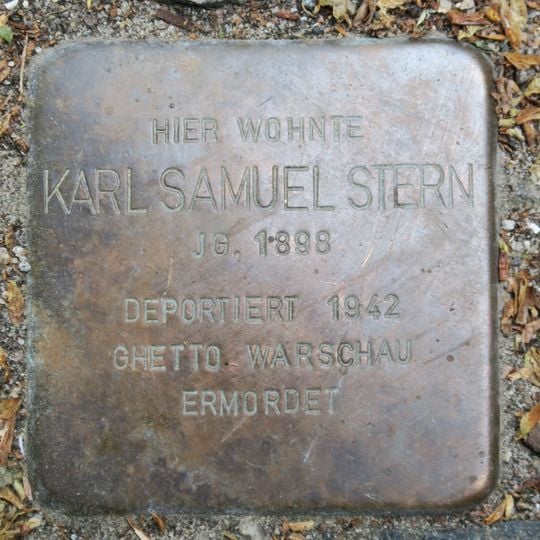 HIER WOHNTE
KARL SAMUEL STERN
JG. 1898
DEPORTIERT 1942
GHETTO WARSCHAU
ERMORDET